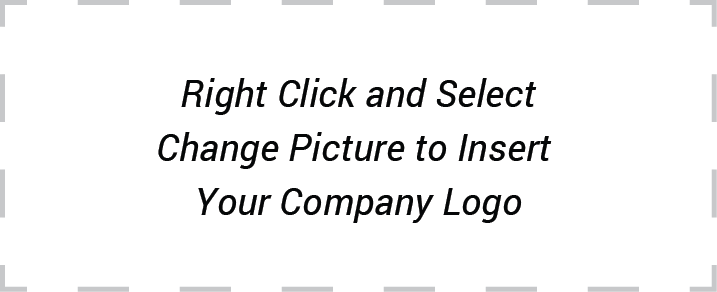 Right Click and Select
Change Picture to Insert
Your Company Logo